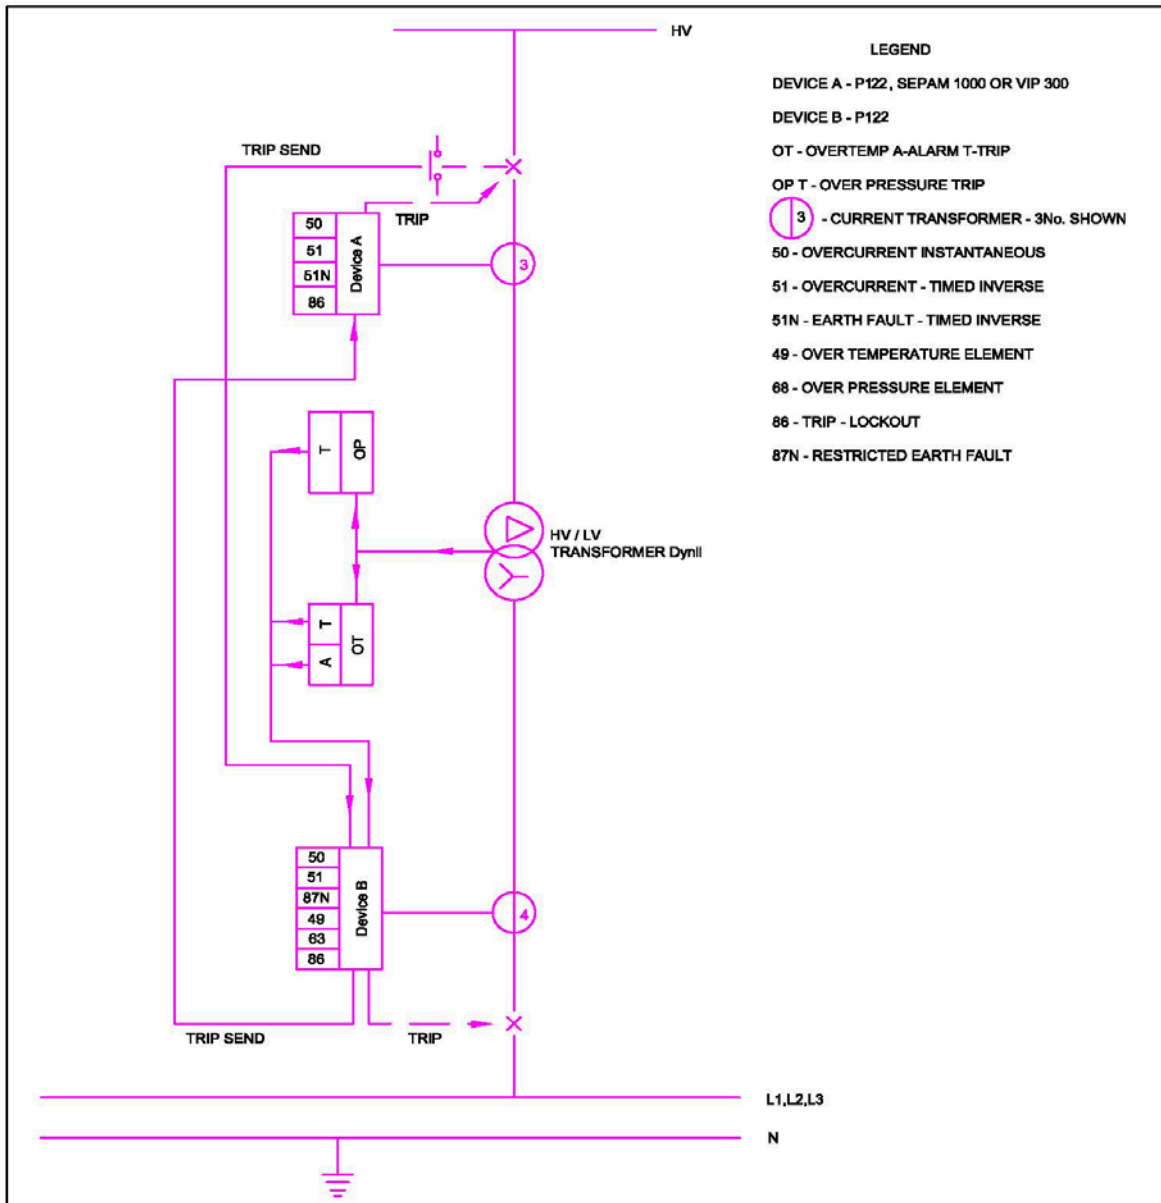 HV
LEGEND
DEVICE A - P122, SEPAM 1000 OR VIP 300
DEVICE B - P122
OT - OVERTEMP A-ALARM T-TRIP
OP T - OVER PRESSURE TRIP
3 - CURRENT TRANSFORMER - 3No. SHOWN
50 - OVERCURRENT INSTANTANEOUS
51 - OVERCURRENT - TIMED INVERSE
51N - EARTH FAULT - TIMED INVERSE
49 - OVER TEMPERATURE ELEMENT
68 - OVER PRESSURE ELEMENT
86 - TRIP - LOCKOUT
87N - RESTRICTED EARTH FAULT
TRIP SEND
TRIP
50
51
51N
86
Device A
3
T
OP
HV / LV
TRANSFORMER DynII
T
A
OT
50
51
87N
49
63
86
Device B
4
TRIP SEND
TRIP
L1,L2,L3
N